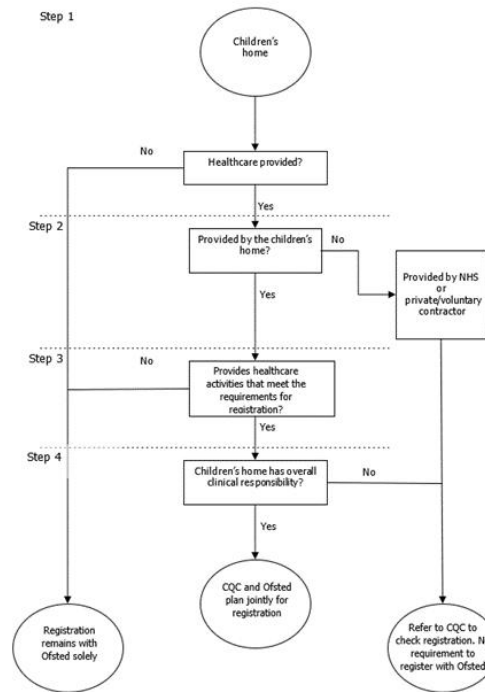 Step 1
Children's
home
No
Healthcare provided?
Yes
Step 2
Provided by the children's
home?
No
Provided by NHS
or
private/voluntary
contractor
Yes
Step 3
No
Provides healthcare
activities that meet the
requirements for
registration?
Yes
Step 4
Children's home has overall
clinical responsibility?
No
Yes
CQC and Ofsted
plan jointly for
registration
Registration
remains with
Ofsted solely
Refer to CQC to
check registration. N
requirement to
register with Ofsted